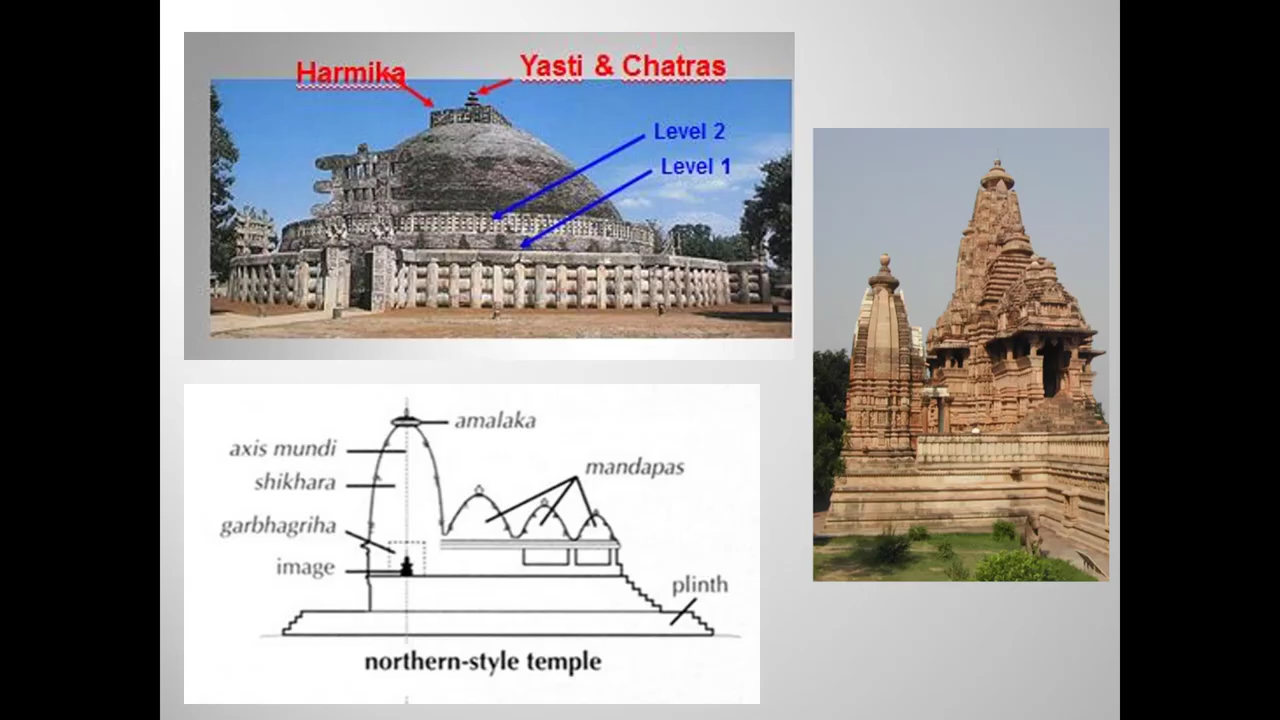 Harmika
Yasti & Chatras
Level 2
Level 1
amalaka
axis mundi
mandapas
shikhara
garbhagriha
image
plinth
northern-style temple